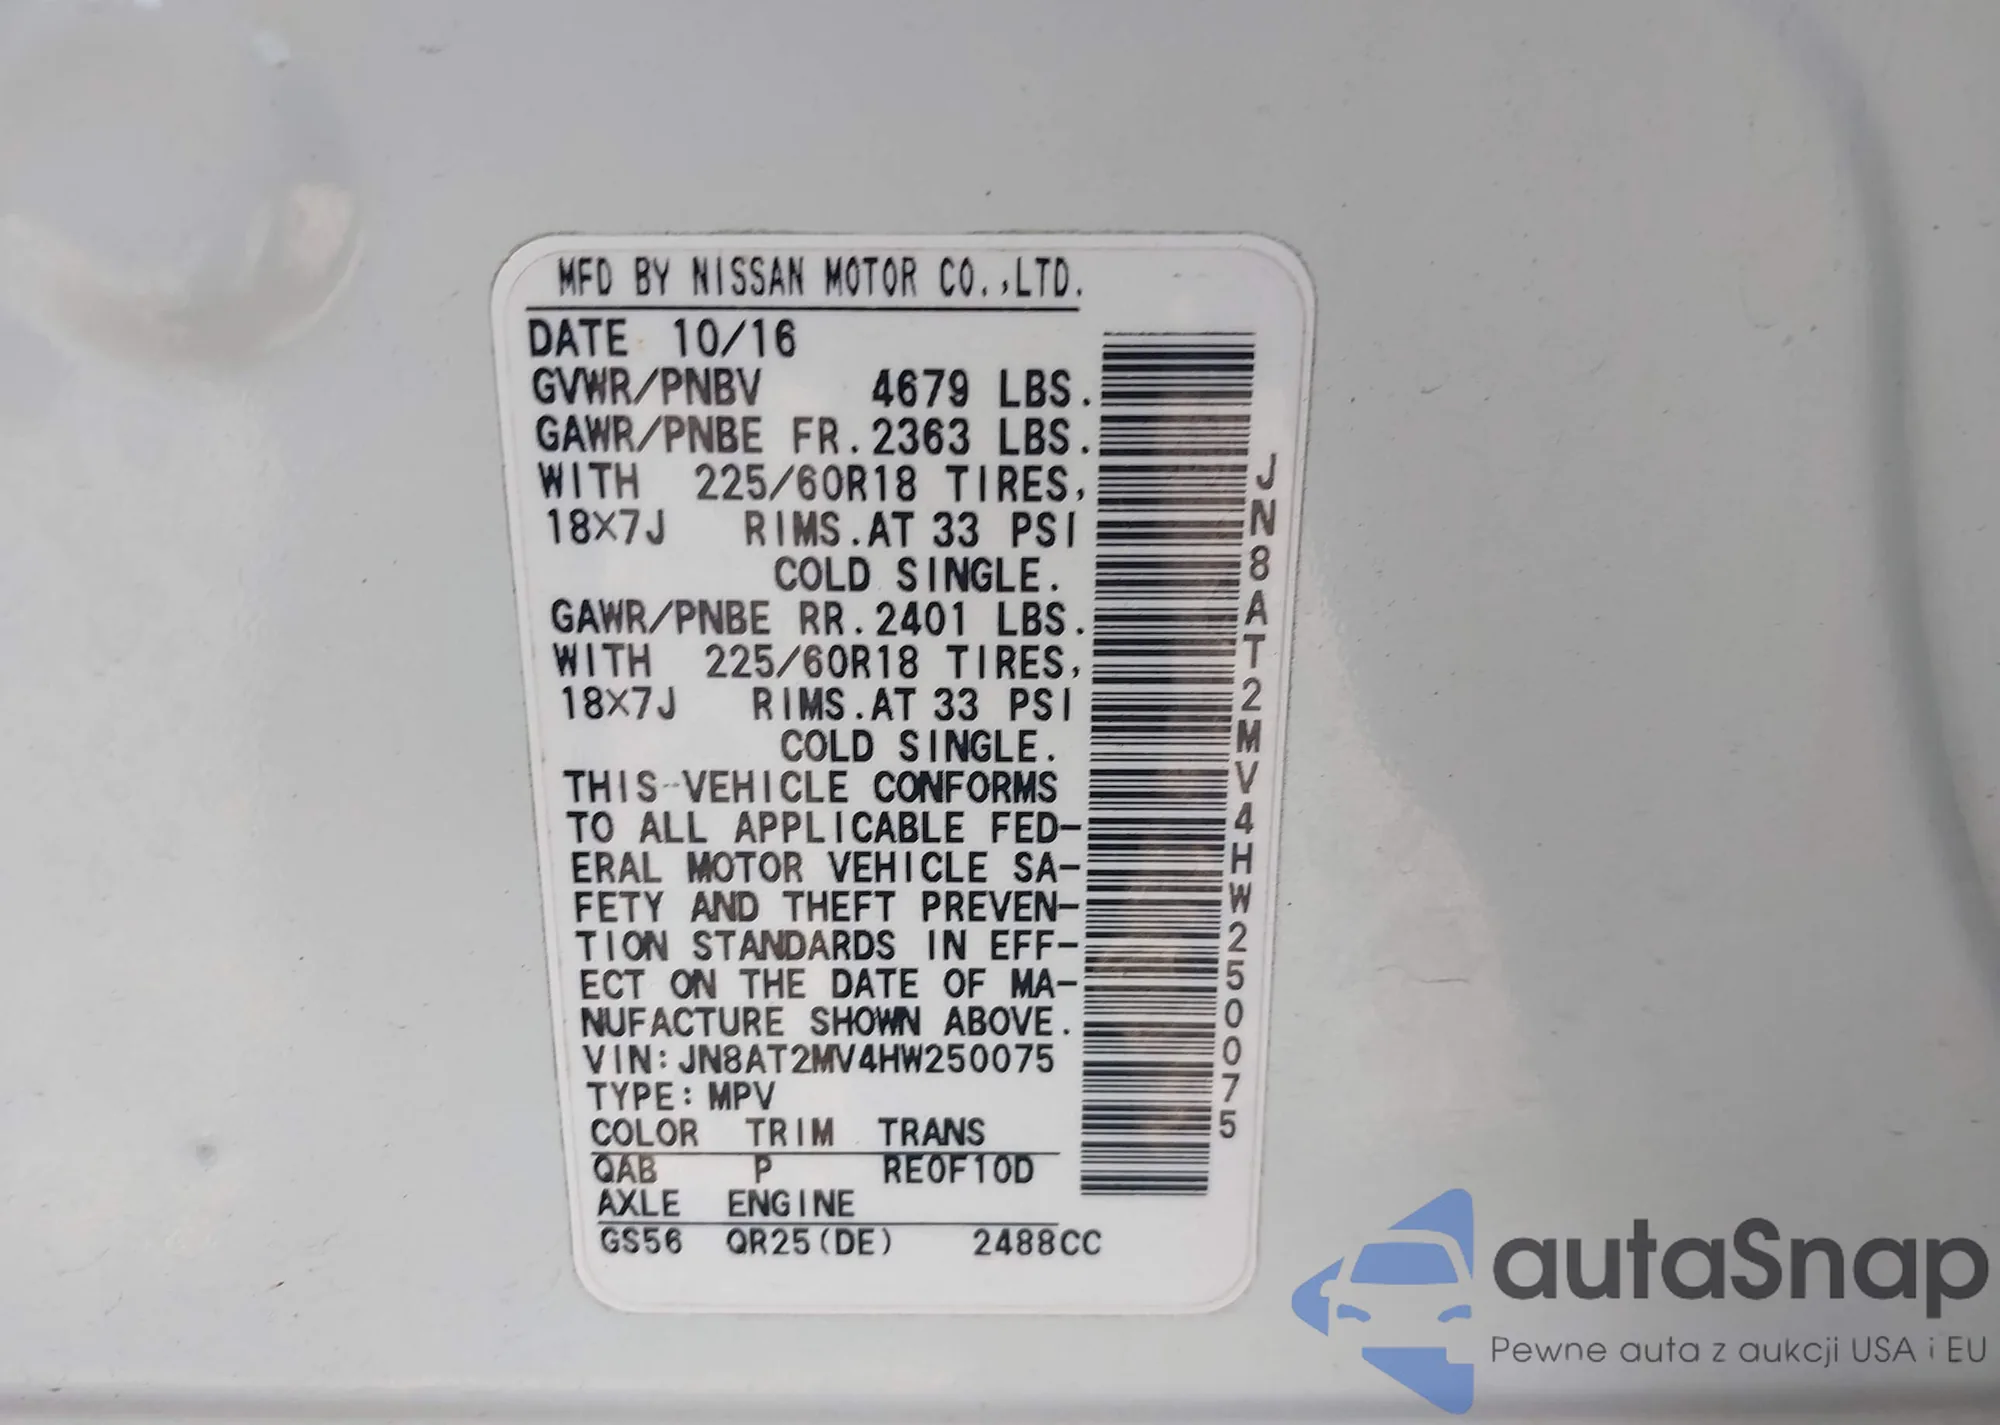 MFD BY NISSAN MOTOR CO.,LTD.
DATE 10/16
GVWR/PNBV 4679 LBS.
GAWR/PNBE FR.2363 LBS.
WITH 225/60R18 TIRES,
18X7J RIMS.AT 33 PSI
COLD SINGLE.
GAWR/PNBE RR.2401 LBS.
WITH 225/60R18 TIRES,
18X7J RIMS.AT 33 PSI
COLD SINGLE.
THIS VEHICLE CONFORMS
TO ALL APPLICABLE FED-
ERAL MOTOR VEHICLE SA-
FETY AND THEFT PREVEN-
TION STANDARDS IN EFF-
ECT ON THE DATE OF MA-
NUFACTURE SHOWN ABOVE.
VIN:JN8AT2MV4HW250075
TYPE:MPV
COLOR TRIM TRANS
QAB P RE0F10D
AXLE ENGINE
GS56 QR25(DE) 2488CC
JN8AT2MV4HW250075
autaSnap
Pewne auta z aukcji USA i EU